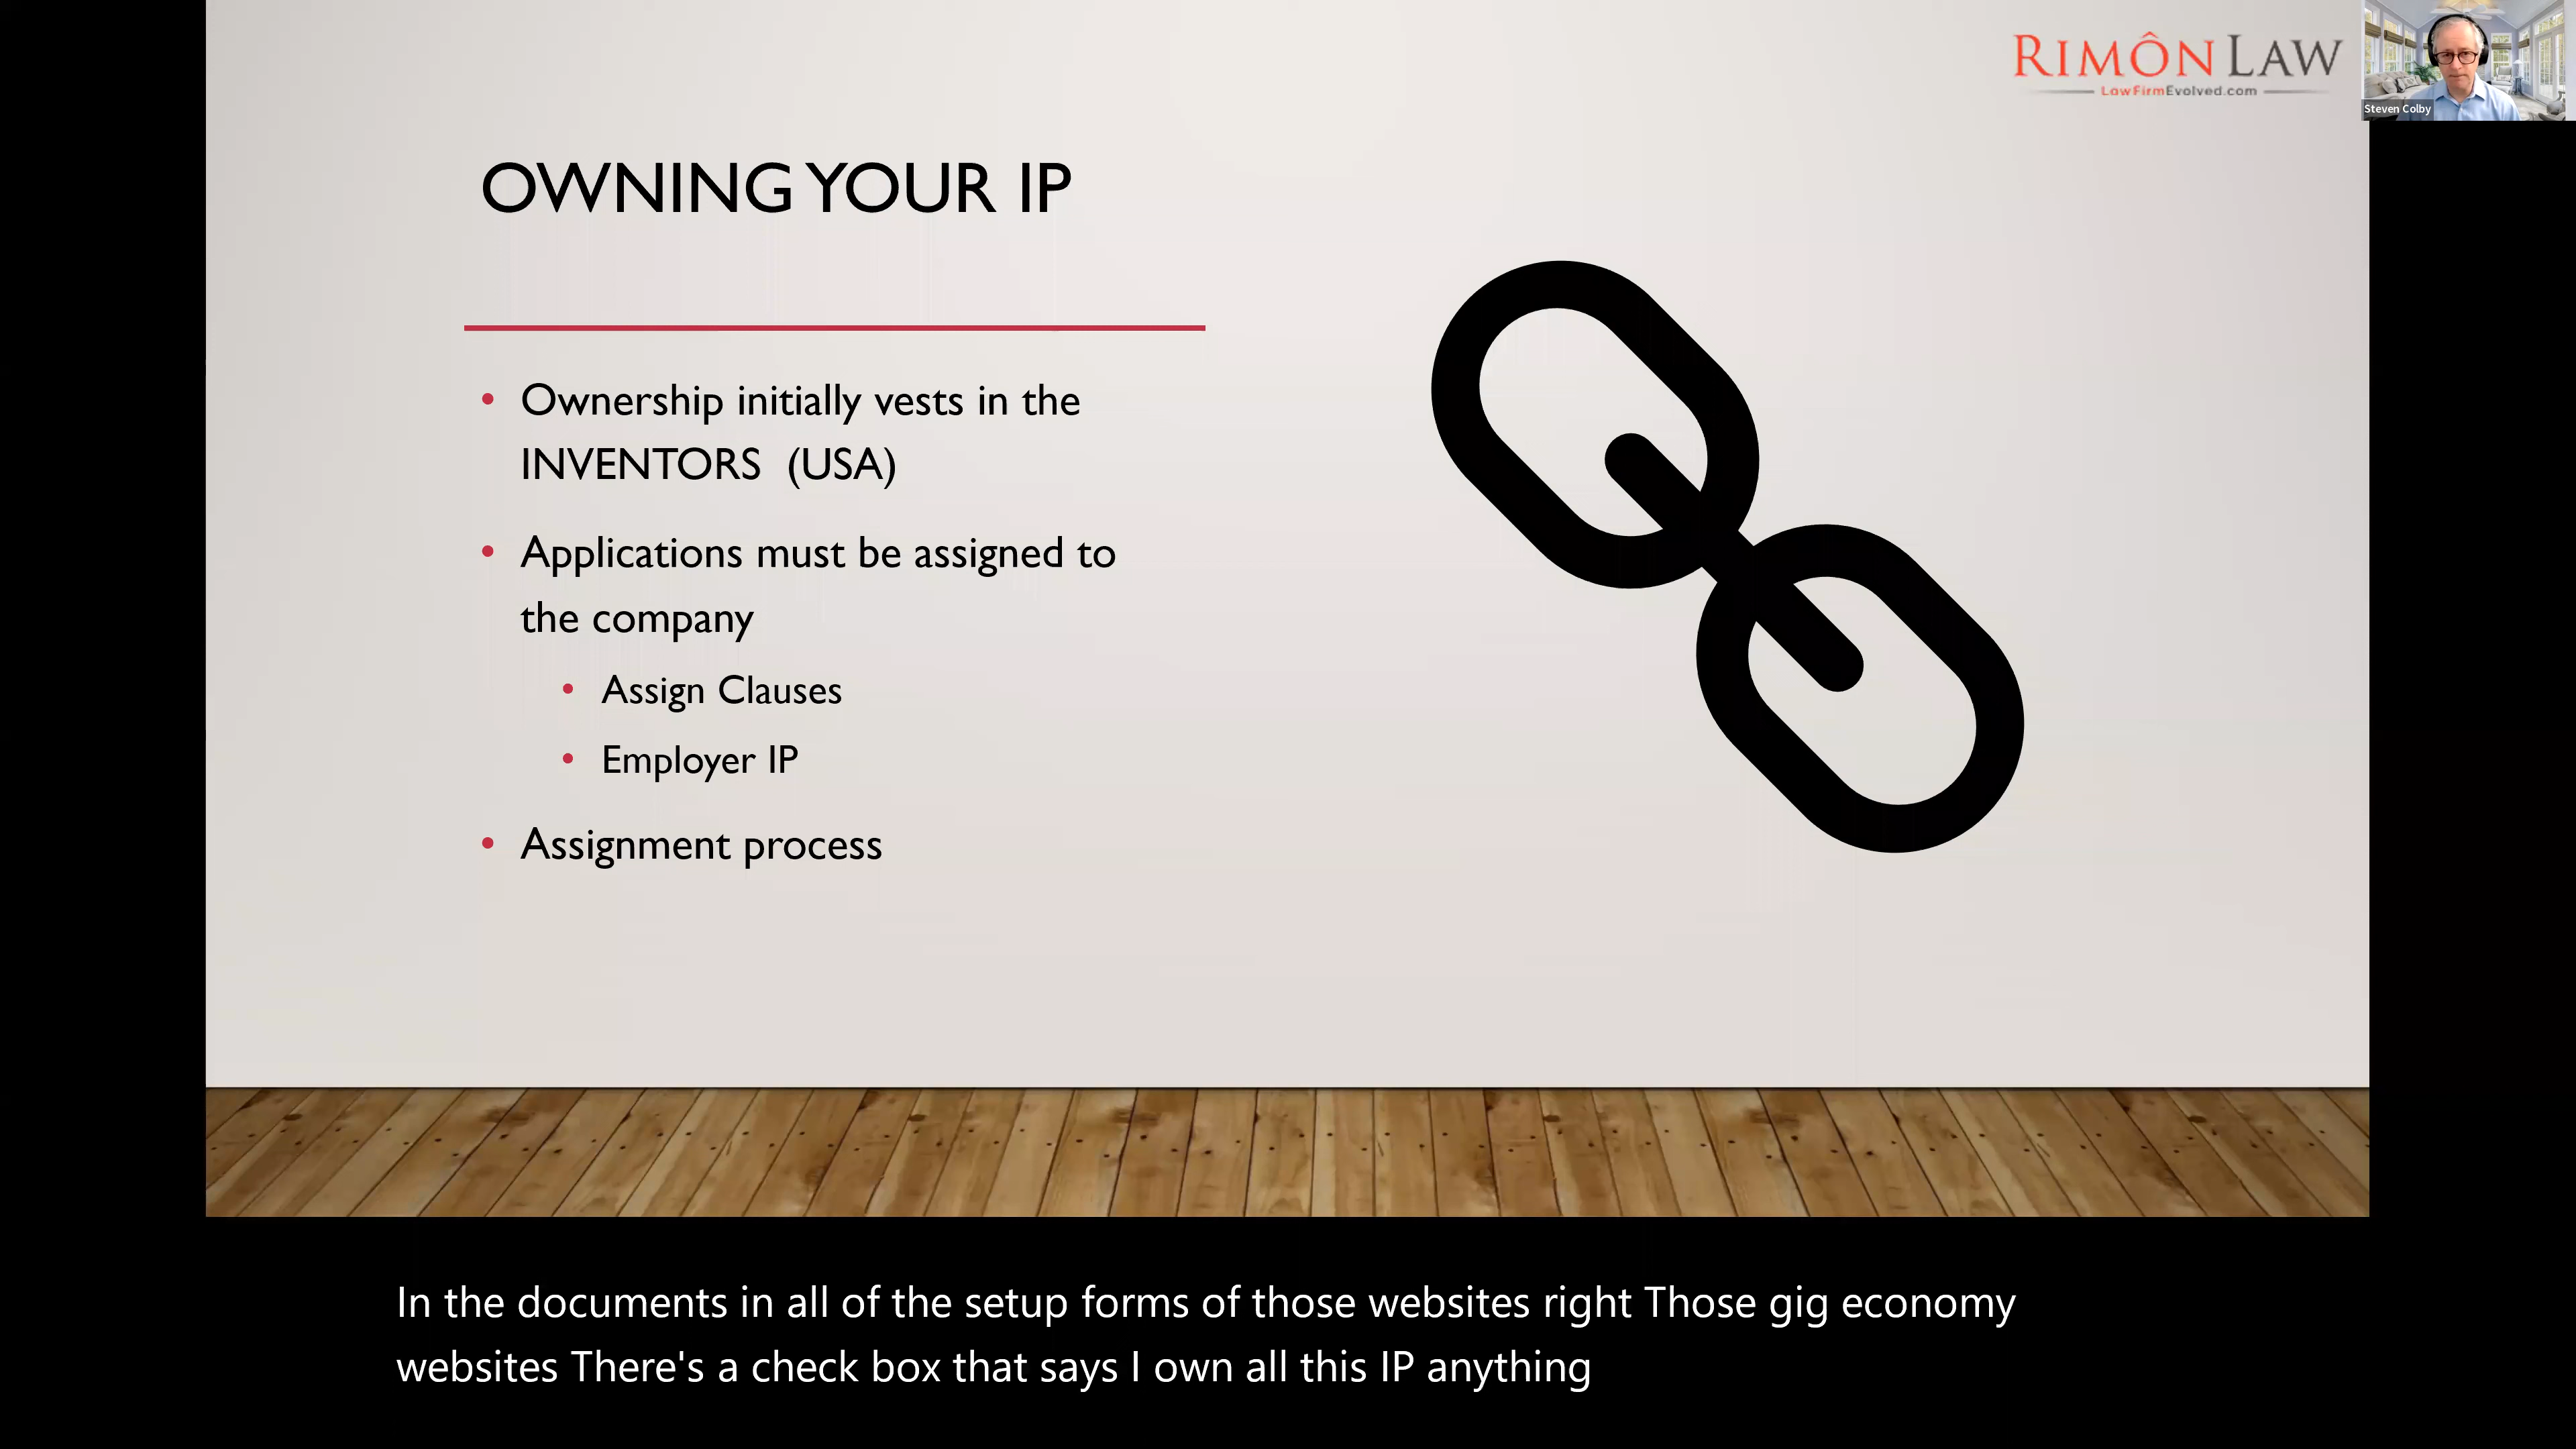 RIMÔN LAW
LawFirmEvolved.com
Steven Colby
OWNING YOUR IP
• Ownership initially vests in the
INVENTORS (USA)
• Applications must be assigned to
the company
• Assign Clauses
• Employer IP
• Assignment process
In the documents in all of the setup forms of those websites right Those gig economy
websites There's a check box that says I own all this IP anything